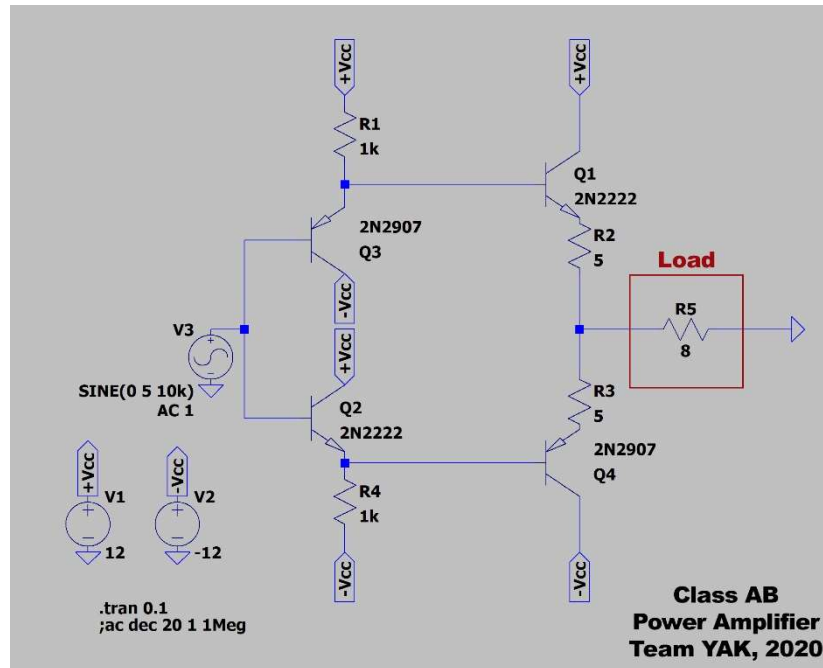 +Vcc
+Vcc
R1
1k
Q1
2N2222
2N2907
Q3
R2
5
Load
-Vcc
+Vcc
R5
8
V3
SINE(0 5 10k)
AC 1
Q2
2N2222
R3
5
2N2907
Q4
+Vcc
-Vcc
V1
V2
12
-12
R4
1k
-Vcc
-Vcc
.tran 0.1
;ac dec 20 1 1Meg
Class AB
Power Amplifier
Team YAK, 2020